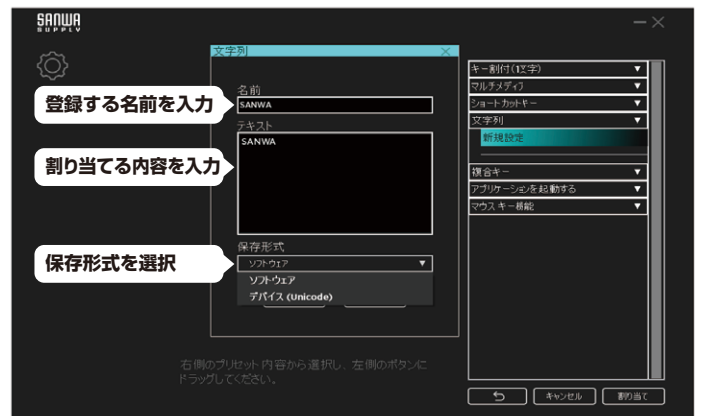 SANWA
SUPPLY
文字列
名前
登録する名前を入力
SANWA
テキスト
SANWA
割り当てる内容を入力
保存形式
保存形式を選択
ソフトウェア
ソフトウェア
デバイス (Unicode)
キー割付(1文字)
マルチメディア
ショートカットキー
文字列
新規設定
複合キー
アプリケーションを起動する
マウスキー機能
右側のプリセット内容から選択し、左側のボタンに
ドラッグしてください。
キャンセル
割り当て